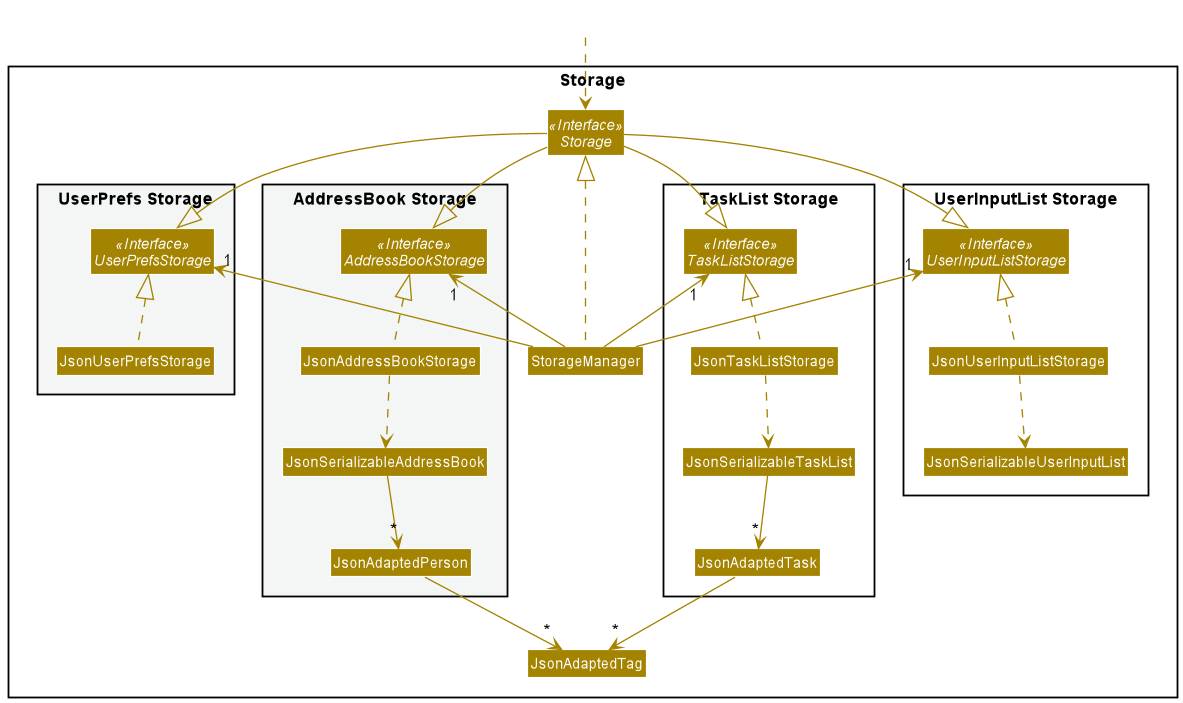 Storage
«Interface»
Storage
UserPrefs Storage
AddressBook Storage
TaskList Storage
UserInputList Storage
«Interface»
UserPrefsStorage
«Interface»
AddressBookStorage
«Interface»
TaskListStorage
«Interface»
UserInputListStorage
1
1
1
1
JsonUserPrefsStorage
JsonAddressBookStorage
StorageManager
JsonTaskListStorage
JsonUserInputListStorage
JsonSerializableAddressBook
JsonSerializableTaskList
JsonSerializableUserInputList
*
*
JsonAdaptedPerson
JsonAdaptedTask
*
*
JsonAdaptedTag